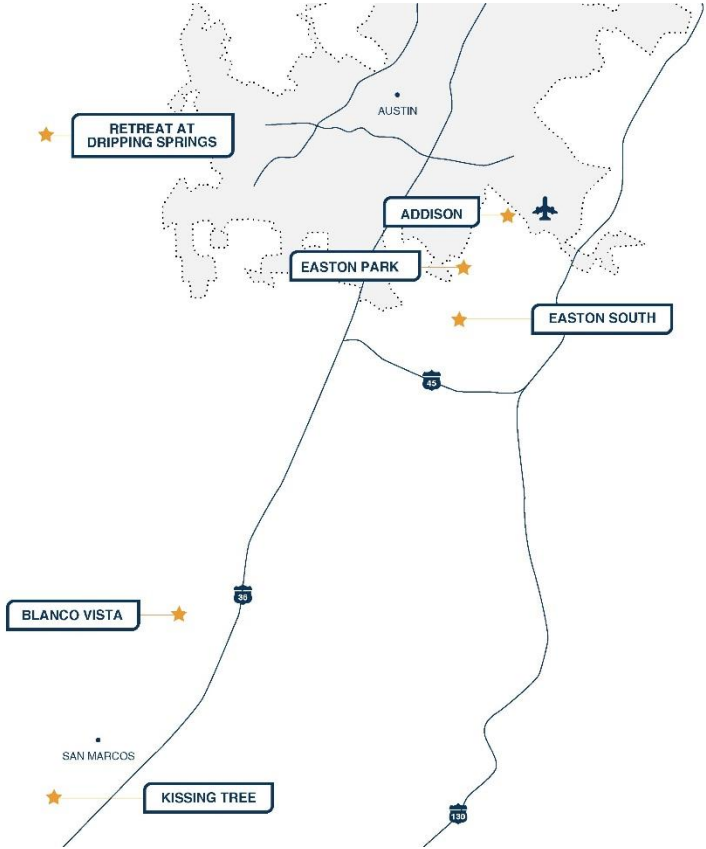 AUSTIN
RETREAT AT
DRIPPING SPRINGS
ADDISON
EASTON PARK
EASTON SOUTH
45
35
BLANCO VISTA
SAN MARCOS
KISSING TREE
130